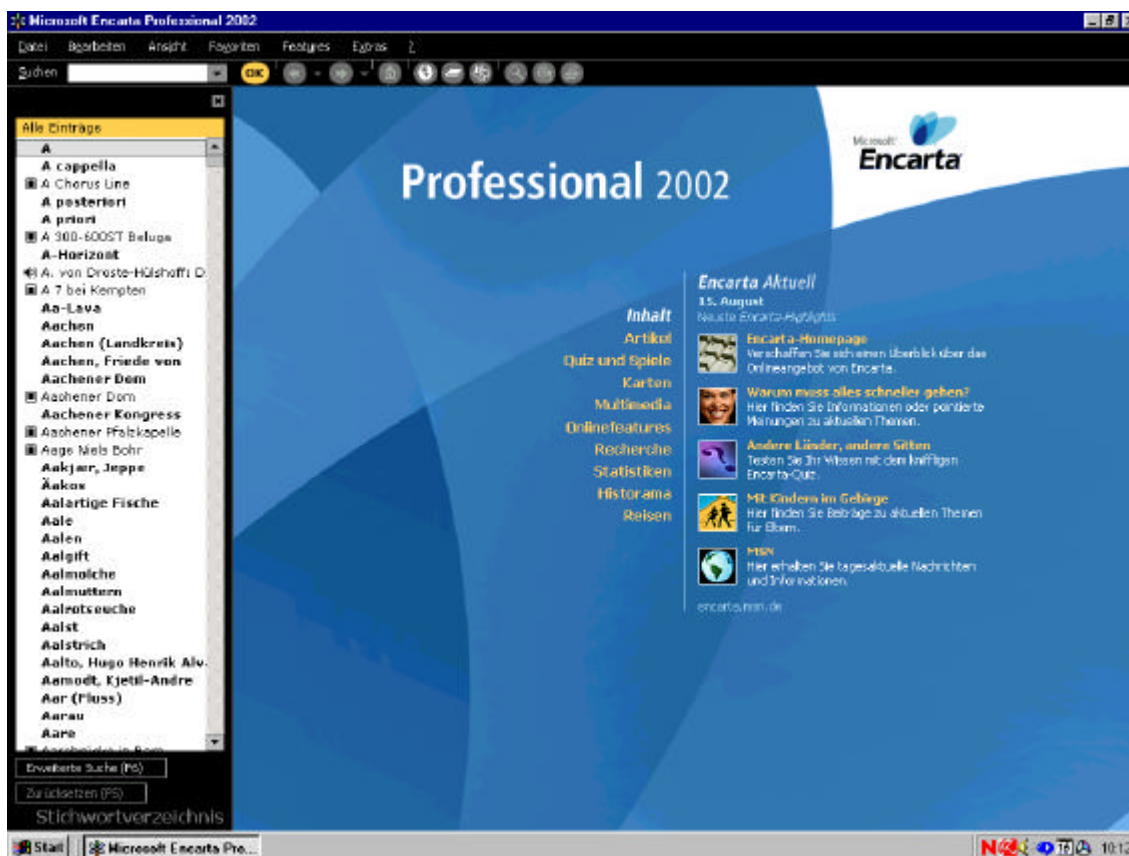 Microsoft Encarta Professional 2002
Datei Bearbeiten Ansicht Favoriten Features Extras ?
Suchen OK
Alle Einträge
A
A cappella
A Chorus Line
A posteriori
A priori
A 300-600ST Beluga
A-Horizont
A. von Droste-Hülshoff: D
A 7 bei Kempten
Aa-Lava
Aachen
Aachen (Landkreis)
Aachen, Friede von
Aachener Dom
Aachener Dom
Aachener Kongress
Aachener Pfalzkapelle
Aage Niels Bohr
Aakjær, Jeppe
Äakos
Aalartige Fische
Aale
Aalen
Aalgift
Aalmolche
Aalmuttern
Aalrotseuche
Aalst
Aalstrich
Aalto, Hugo Henrik Alv
Aamodt, Kjetil-Andre
Aar (Fluss)
Aarau
Aare
Erweiterte Suche (F6)
Zurücksetzen (F5)
Stichwortverzeichnis
Microsoft
Encarta
Professional 2002
Inhalt
Artikel
Quiz und Spiele
Karten
Multimedia
Onlinefeatures
Recherche
Statistiken
Historama
Reisen
Encarta Aktuell
15. August
Neuste Encarta-Highlights
Encarta-Homepage
Verschaffen Sie sich einen Überblick über das
Onlineangebot von Encarta.
Warum muss alles schneller gehen?
Hier finden Sie Informationen oder pointierte
Meinungen zu aktuellen Themen.
Andere Länder, andere Sitten
Testen Sie Ihr Wissen mit dem kniffligen
Encarta-Quiz.
Mit Kindern im Gebirge
Hier finden Sie Beiträge zu aktuellen Themen
für Eltern.
MSN
Hier erhalten Sie tagesaktuelle Nachrichten
und Informationen.
encarta.msn.de
Start Microsoft Encarta Pro... 10:12